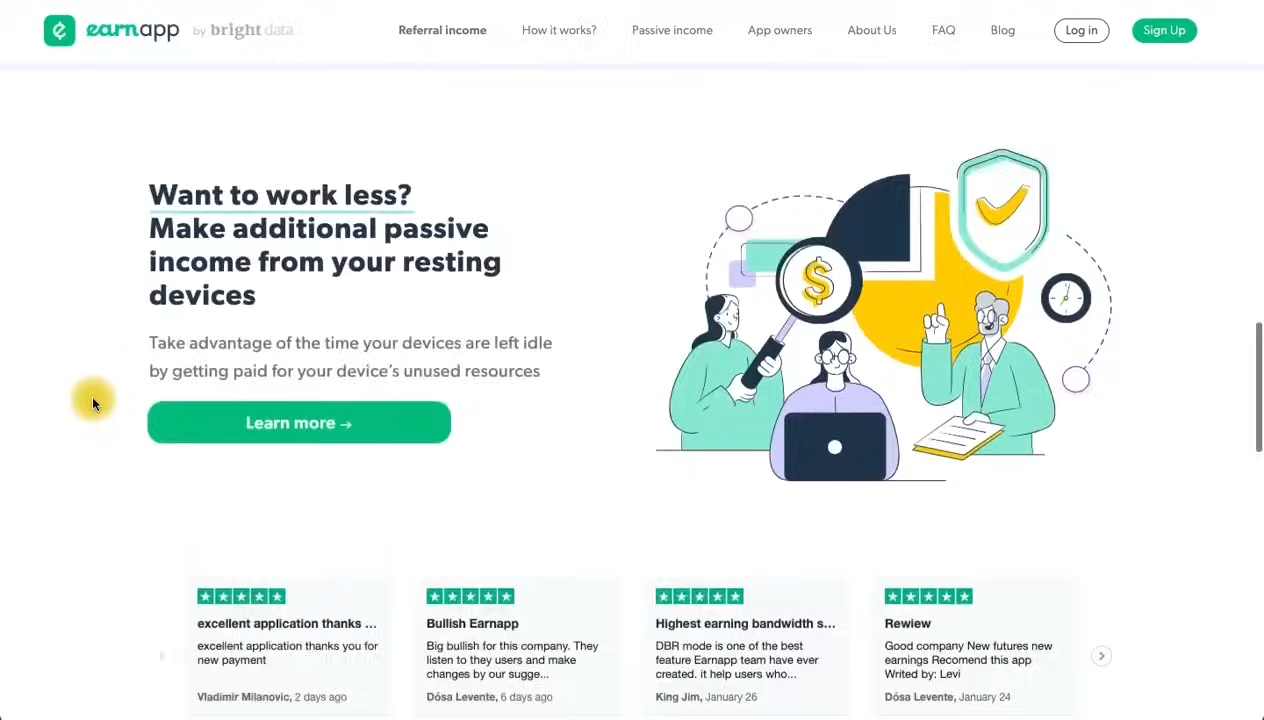 earnapp by bright data
Referral income
How it works?
Passive income
App owners
About Us
FAQ
Blog
Log in
Sign Up
Want to work less?
Make additional passive
income from your resting
devices
Take advantage of the time your devices are left idle
by getting paid for your device's unused resources
Learn more →
$
excellent application thanks ...
excellent application thanks you for
new payment
Vladimir Milanovic, 2 days ago
Bullish Earnapp
Big bullish for this company. They
listen to they users and make
changes by our sugge...
Dósa Levente, 6 days ago
Highest earning bandwidth s...
DBR mode is one of the best
feature Earnapp team have ever
created. it help users who...
King Jim, January 26
Rewiew
Good company New futures new
earnings Recomend this app
Writed by: Levi
Dósa Levente, January 24